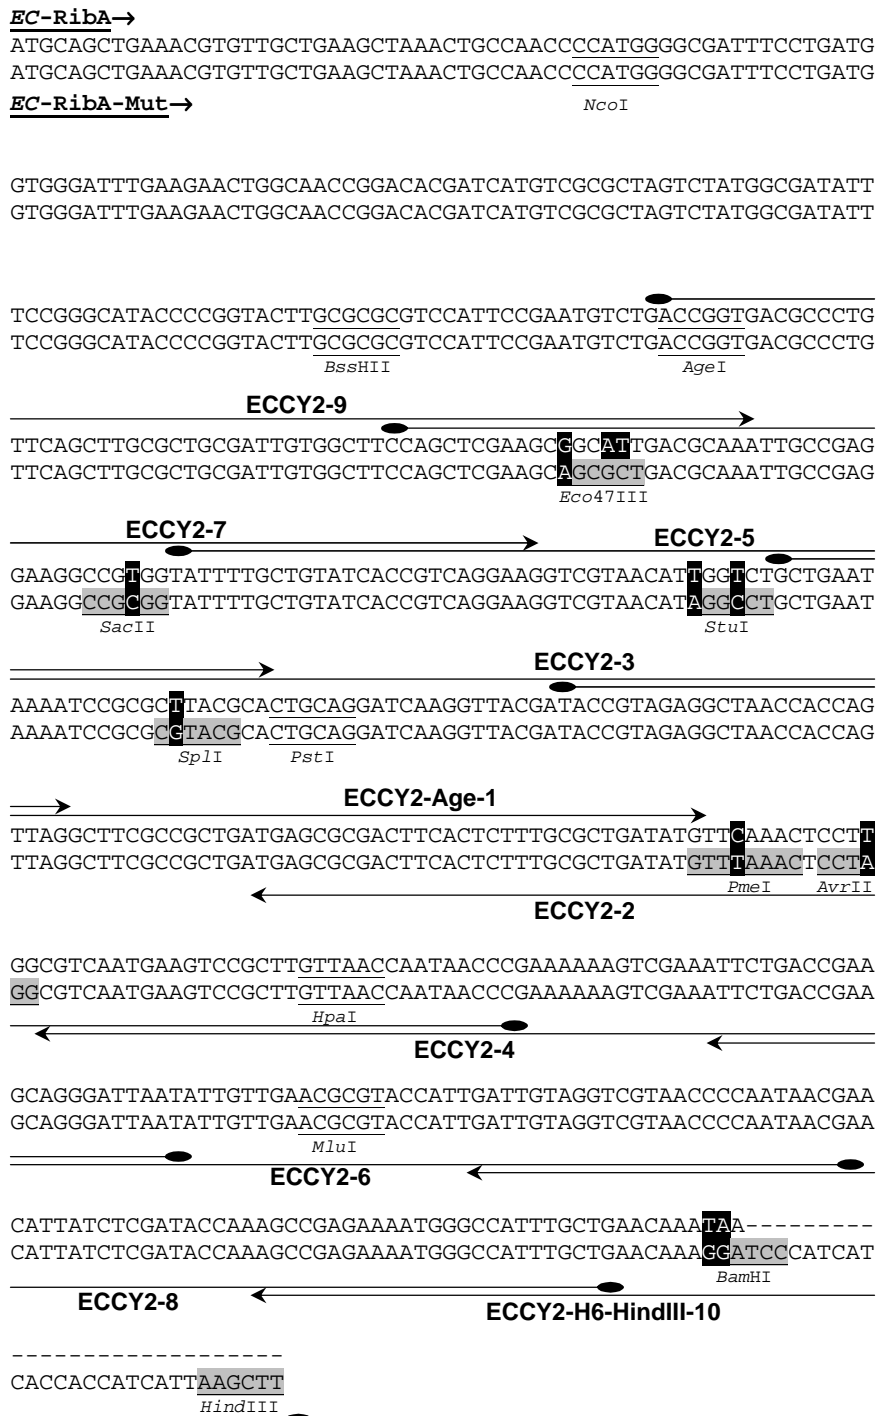 EC-RibA→
ATGCAGCTGAAACGTGTTGCTGAAGCTAAACTGCCAACCCCATGGGGCGATTTCCTGATG
ATGCAGCTGAAACGTGTTGCTGAAGCTAAACTGCCAACCCCATGGGGCGATTTCCTGATG
EC-RibA-Mut→
NcoI
GTGGGATTTGAAGAACTGGCAACCGGACACGATCATGTCGCGCTAGTCTATGGCGATATT
GTGGGATTTGAAGAACTGGCAACCGGACACGATCATGTCGCGCTAGTCTATGGCGATATT
TCCGGGCATACCCCGGTACTTGCGCGCGTCCATTCCGAATGTCTGACCGGTGACGCCCTG
TCCGGGCATACCCCGGTACTTGCGCGCGTCCATTCCGAATGTCTGACCGGTGACGCCCTG
BssHII AgeI
ECCY2-9
TTCAGCTTGCGCTGCGATTGTGGCTTCCAGCTCGAAGCGGCATTGACGCAAATTGCCGAG
TTCAGCTTGCGCTGCGATTGTGGCTTCCAGCTCGAAGCAGCGCTGACGCAAATTGCCGAG
Eco47III
ECCY2-7 ECCY2-5
GAAGGCCGTGGTATTTTGCTGTATCACCGTCAGGAAGGTCGTAACATTGGTCTGCTGAAT
GAAGGCCGCGGTATTTTGCTGTATCACCGTCAGGAAGGTCGTAACATAGGCCTGCTGAAT
SacII StuI
ECCY2-3
AAAATCCGCGCTTACGCACTGCAGGATCAAGGTTACGATACCGTAGAGGCTAACCACCAG
AAAATCCGCGCGTACGCACTGCAGGATCAAGGTTACGATACCGTAGAGGCTAACCACCAG
SplI PstI
ECCY2-Age-1
TTAGGCTTCGCCGCTGATGAGCGCGACTTCACTCTTTGCGCTGATATGTTCAAACTCCTT
TTAGGCTTCGCCGCTGATGAGCGCGACTTCACTCTTTGCGCTGATATGTTTAAACTCCTA
PmeI AvrII
ECCY2-2
GGCGTCAATGAAGTCCGCTTGTTAACCAATAACCCGAAAAAAGTCGAAATTCTGACCGAA
GGCGTCAATGAAGTCCGCTTGTTAACCAATAACCCGAAAAAAGTCGAAATTCTGACCGAA
HpaI
ECCY2-4
GCAGGGATTAATATTGTTGAACGCGTACCATTGATTGTAGGTCGTAACCCCAATAACGAA
GCAGGGATTAATATTGTTGAACGCGTACCATTGATTGTAGGTCGTAACCCCAATAACGAA
MluI
ECCY2-6
CATTATCTCGATACCAAAGCCGAGAAAATGGGCCATTTGCTGAACAAATAA---------
CATTATCTCGATACCAAAGCCGAGAAAATGGGCCATTTGCTGAACAAAGGATCCCATCAT
BamHI
ECCY2-8 ECCY2-H6-HindIII-10
-------------------
CACCACCATCATTAAGCTT
HindIII